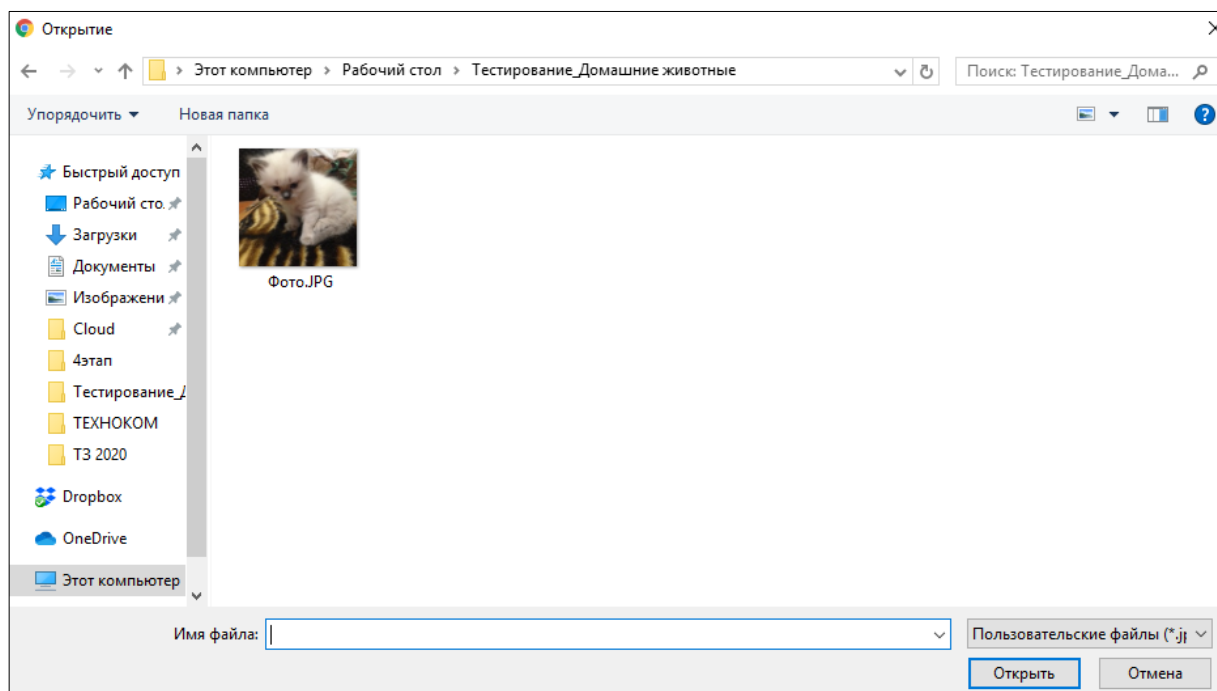 Открытие
Этот компьютер › Рабочий стол › Тестирование_Домашние животные
Поиск: Тестирование_Дома...
Упорядочить
Новая папка
Быстрый доступ
Рабочий сто.
Загрузки
Документы
Изображени
Cloud
4этап
Тестирование_Д
ТЕХНОКОМ
ТЗ 2020
Dropbox
OneDrive
Этот компьютер
Фото.JPG
Имя файла:
Пользовательские файлы (*.jp
Открыть
Отмена